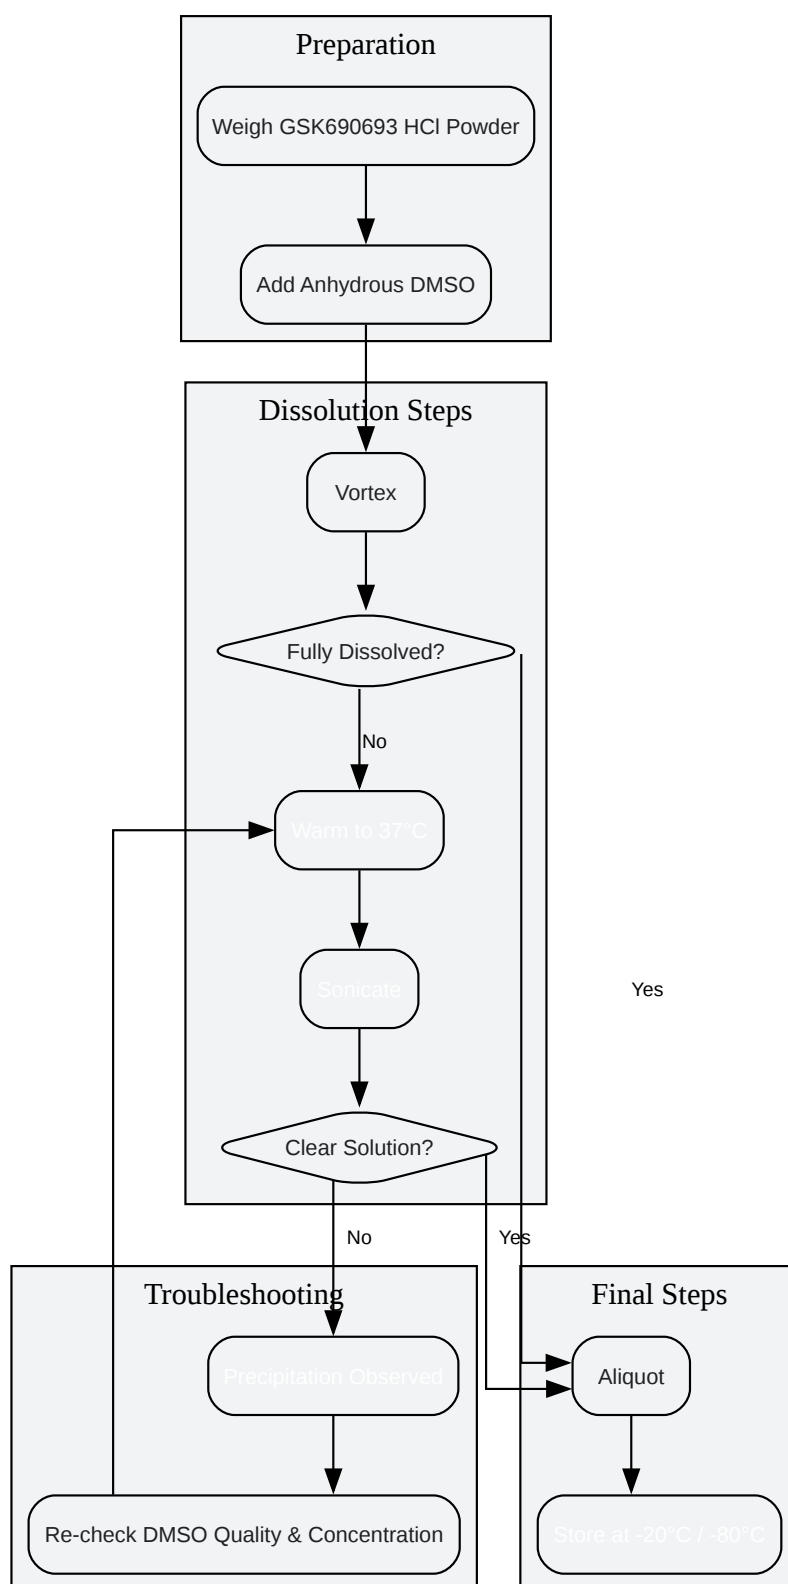 Preparation
Weigh GSK690693 HCl Powder
Add Anhydrous DMSO
Dissolution Steps
Vortex
Fully Dissolved?
No
Warm to 37°C
Sonicate
Yes
Clear Solution?
No
Yes
Troubleshooting
Final Steps
Precipitation Observed
Aliquot
Re-check DMSO Quality & Concentration
Store at -20°C / -80°C